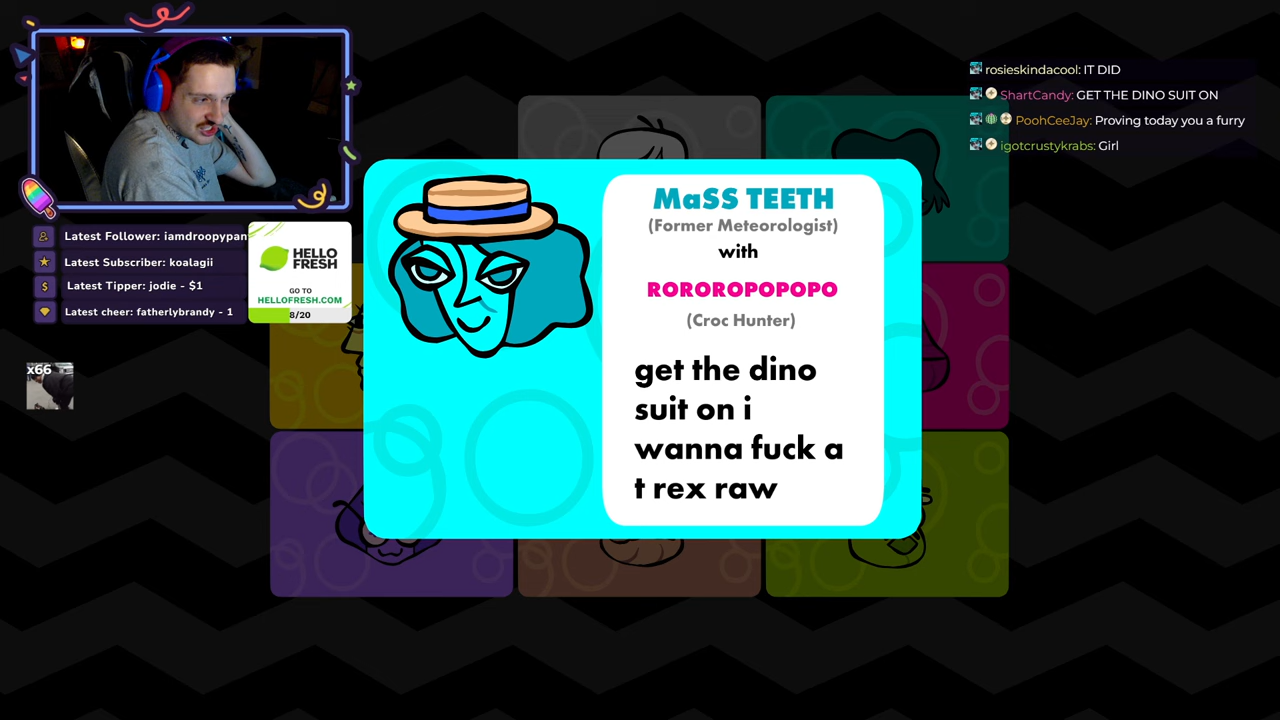 rosieskindacool: IT DID
ShartCandy: GET THE DINO SUIT ON
PoohCeeJay: Proving today you a furry
igotcrustykrabs: Girl
MaSS TEETH
(Former Meteorologist)
with
ROROROPOPOPO
(Croc Hunter)
get the dino
suit on i
wanna fuck a
t rex raw
Latest Follower: iamdroopypan
Latest Subscriber: koalagii
Latest Tipper: jodie - $1
Latest cheer: fatherlybrandy - 1
HELLO
FRESH
GO TO
HELLOFRESH.COM
8/20
x66